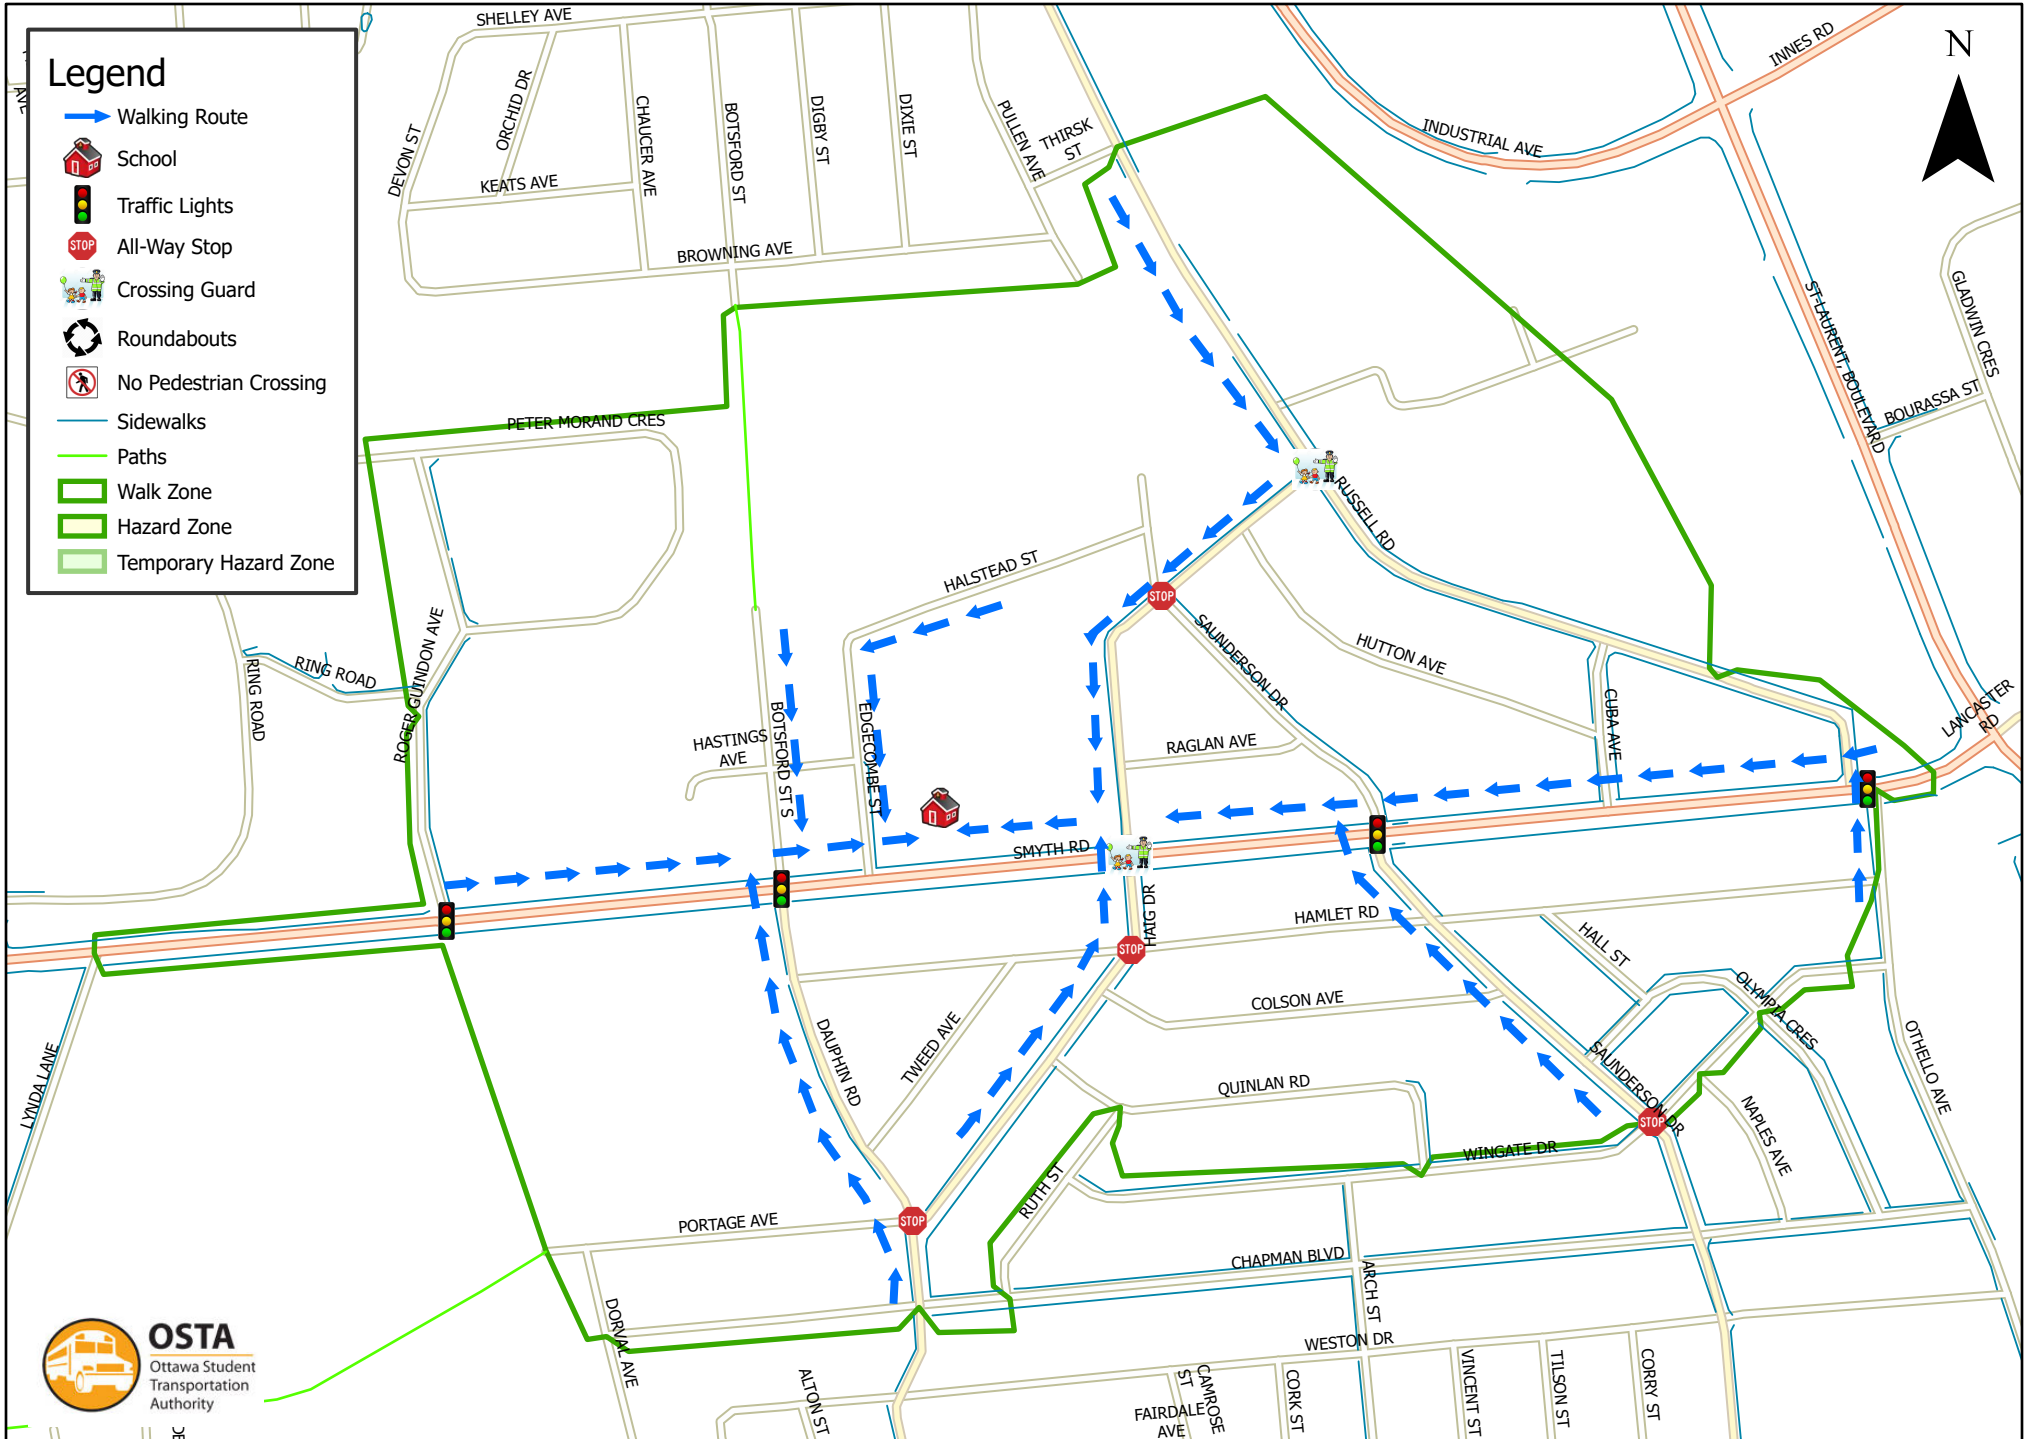 Legend
Walking Route
School
Traffic Lights
STOP
All-Way Stop
Crossing Guard
Roundabouts
No Pedestrian Crossing
Sidewalks
Paths
Walk Zone
Hazard Zone
Temporary Hazard Zone
SHELLEY AVE
INNES RD
N
AVE
ORCHID DR
CHAUCER AVE
BOTSFORD ST
DIGBY ST
DIXIE ST
PULLEN AVE
THIRSK
ST
INDUSTRIAL AVE
DEVON ST
KEATS AVE
BROWNING AVE
ST-LAURENT, BOULEVARD
GLADWIN CRES
BOURASSA ST
PETER MORAND CRES
RUSSELL RD
HALSTEAD ST
STOP
SAUNDERSON DR
HUTTON AVE
ROGER GUINDON AVE
RING ROAD
RING ROAD
HASTINGS
AVE
BOTSFORD ST S
EDGECOMBE ST
RAGLAN AVE
CUBA AVE
LANCASTER
RD
SMYTH RD
HAIG DR
STOP
HAMLET RD
HALL ST
COLSON AVE
OLYMPIA CRES
OTHELLO AVE
LYNDA LANE
DAUPHIN RD
TWEED AVE
QUINLAN RD
SAUNDERSON DR
STOP
NAPLES AVE
WINGATE DR
RUTH ST
PORTAGE AVE
STOP
CHAPMAN BLVD
ARCH ST
DORVAL AVE
WESTON DR
ALTON ST
CAMROSE
ST
FAIRDALE
AVE
CORK ST
VINCENT ST
TILSON ST
CORRY ST
OSTA
Ottawa Student
Transportation
Authority